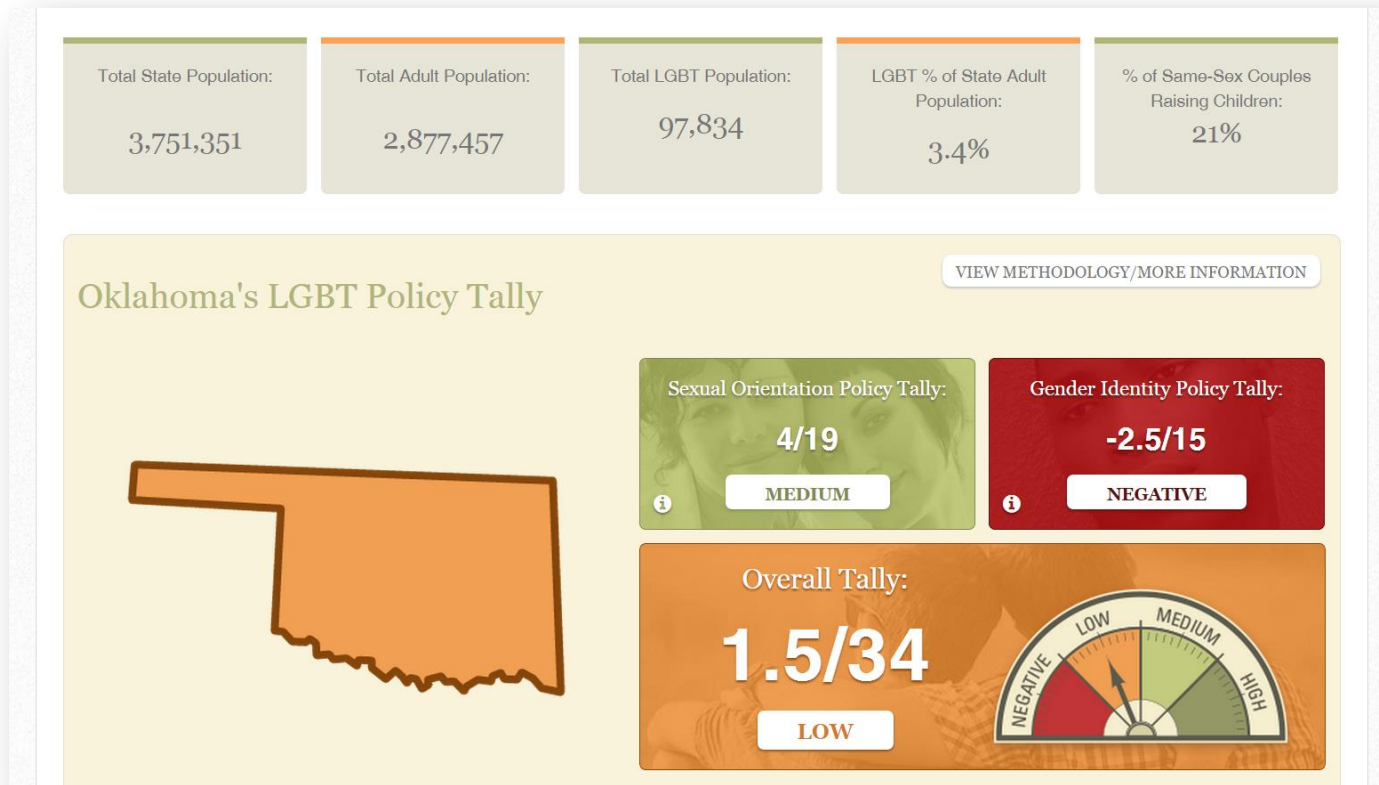 Total State Population:
3,751,351
Total Adult Population:
2,877,457
Total LGBT Population:
97,834
LGBT % of State Adult
Population:
3.4%
% of Same-Sex Couples
Raising Children:
21%
VIEW METHODOLOGY/MORE INFORMATION
Oklahoma's LGBT Policy Tally
Sexual Orientation Policy Tally:
4/19
MEDIUM
i
Gender Identity Policy Tally:
-2.5/15
NEGATIVE
i
Overall Tally:
1.5/34
LOW
NEGATIVE
LOW
MEDIUM
HIGH